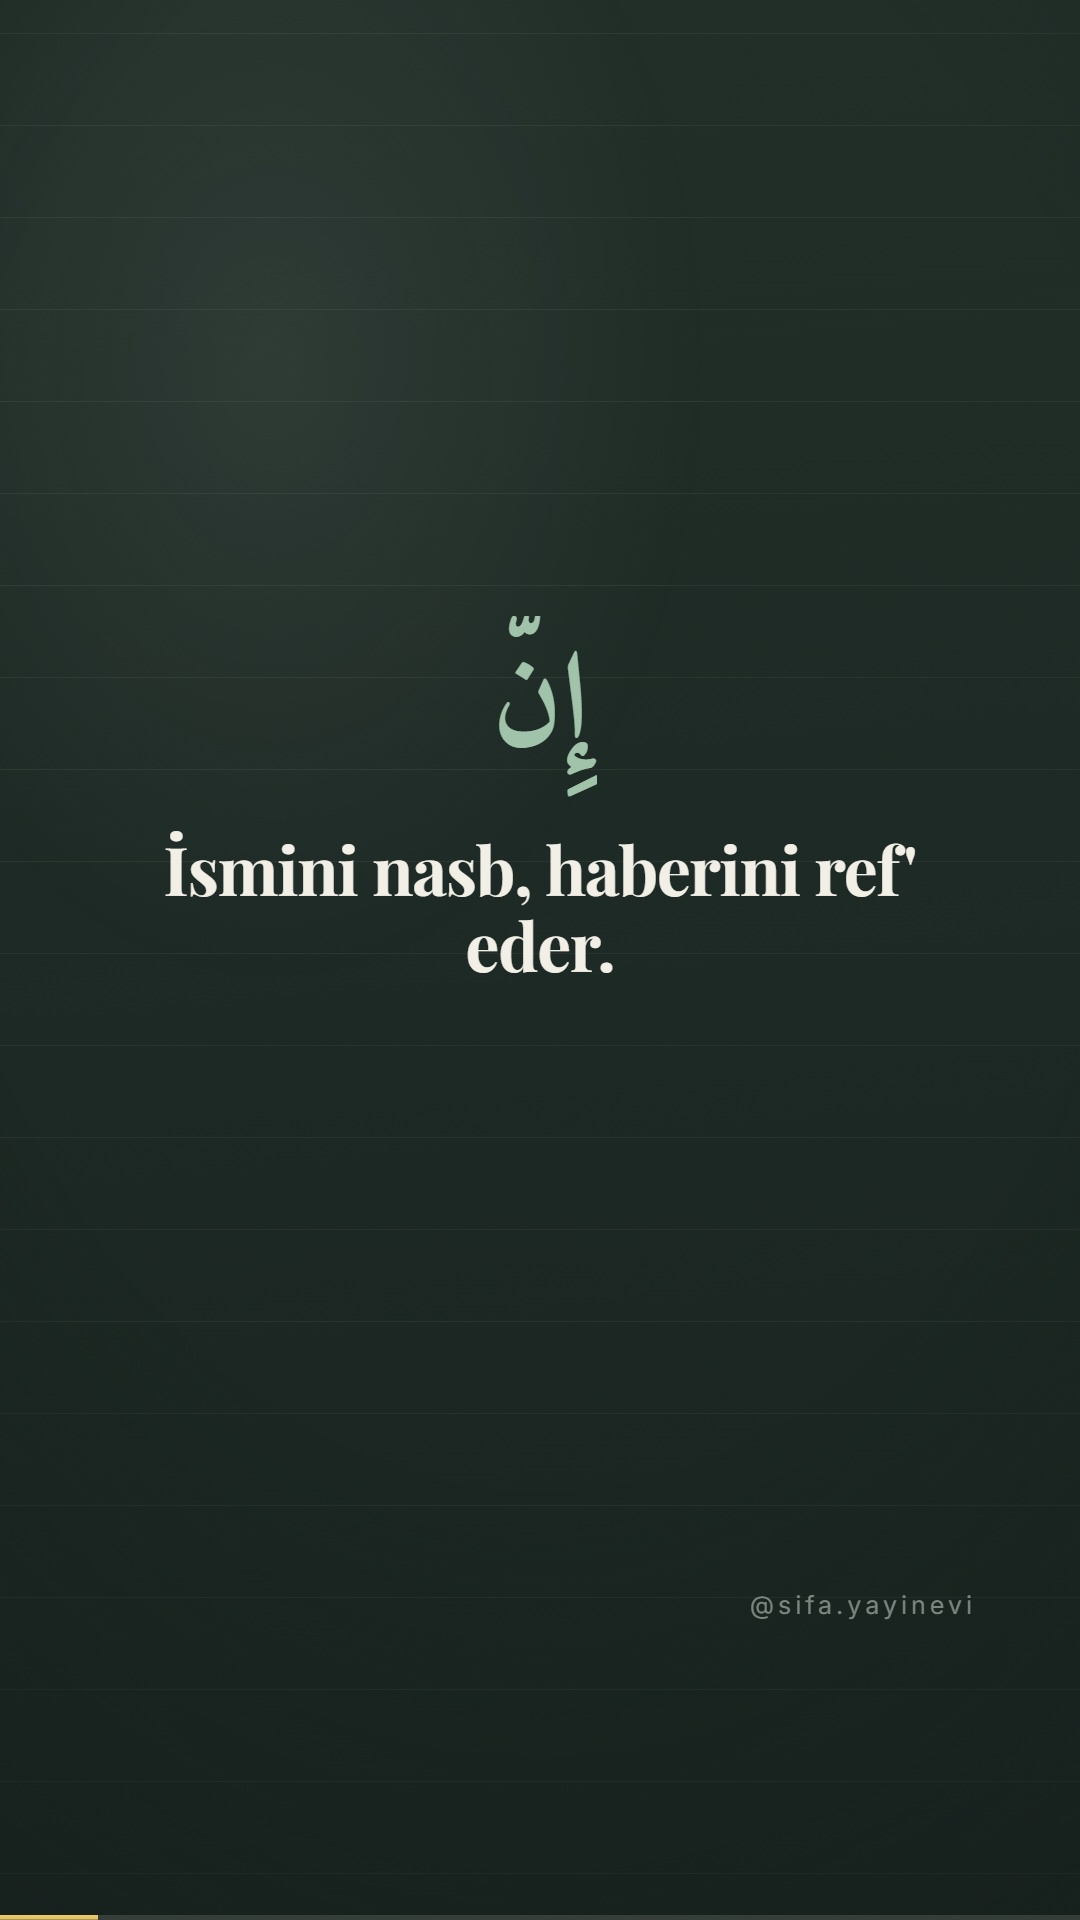 إِنّ
İsmini nasb, haberini ref'
eder.
@sifa.yayinevi